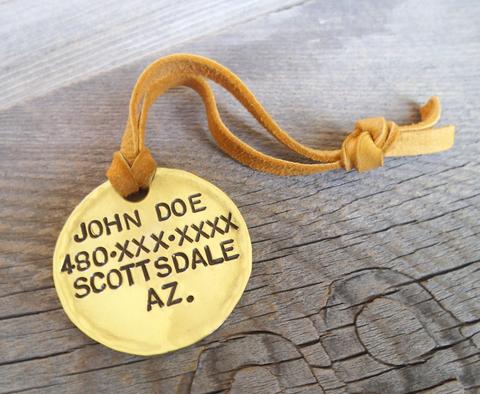 JOHN DOE
480·XXX·XXXX
SCOTTSDALE
AZ.